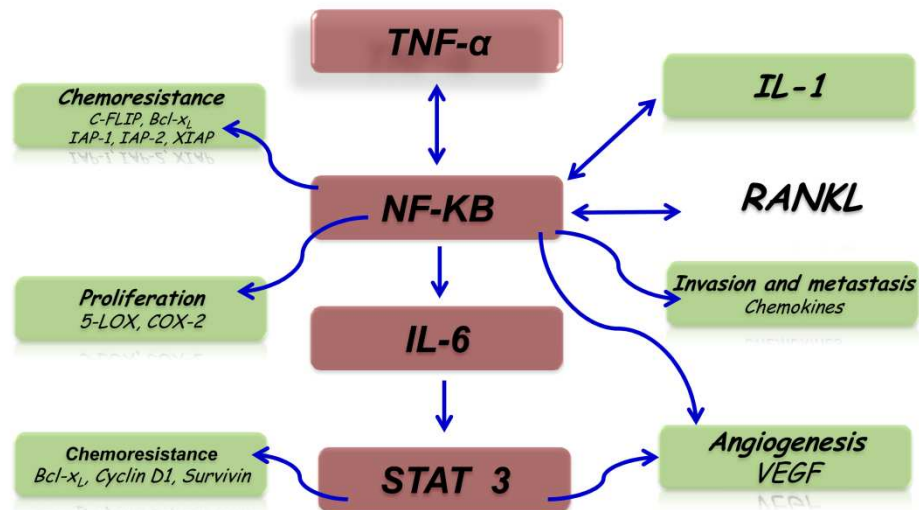 TNF-α
Chemoresistance
C-FLIP, Bcl-xL
IAP-1, IAP-2, XIAP
IL-1
NF-KB
RANKL
Proliferation
5-LOX, COX-2
Invasion and metastasis
Chemokines
IL-6
Chemoresistance
Bcl-xL, Cyclin D1, Survivin
STAT 3
Angiogenesis
VEGF